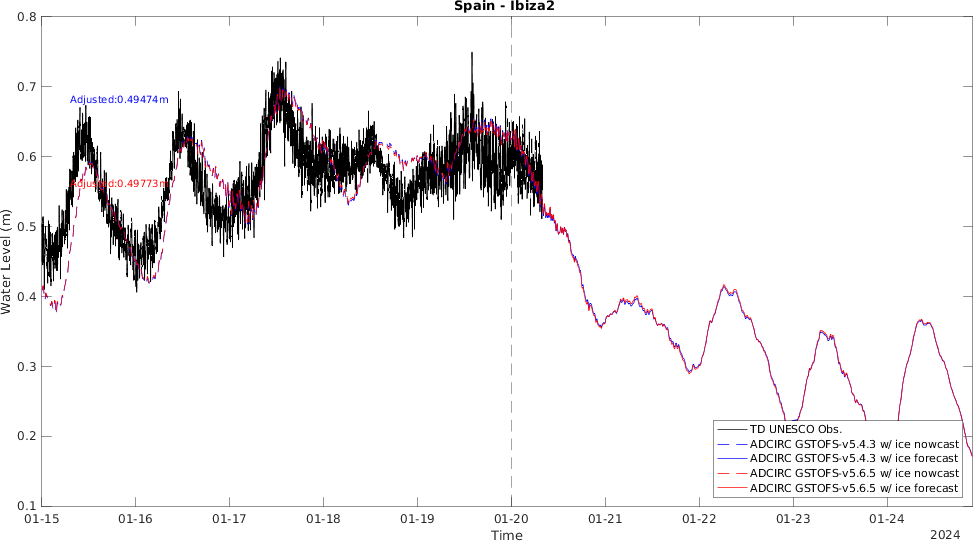 Spain - Ibiza2
Water Level (m)
0.8
0.7
0.6
0.5
0.4
0.3
0.2
0.1
Adjusted:0.49474m
Adjusted:0.49773m
TD UNESCO Obs.
ADCIRC GSTOFS-v5.4.3 w/ ice nowcast
ADCIRC GSTOFS-v5.4.3 w/ ice forecast
ADCIRC GSTOFS-v5.6.5 w/ ice nowcast
ADCIRC GSTOFS-v5.6.5 w/ ice forecast
01-15 01-16 01-17 01-18 01-19 01-20 01-21 01-22 01-23 01-24
Time
2024